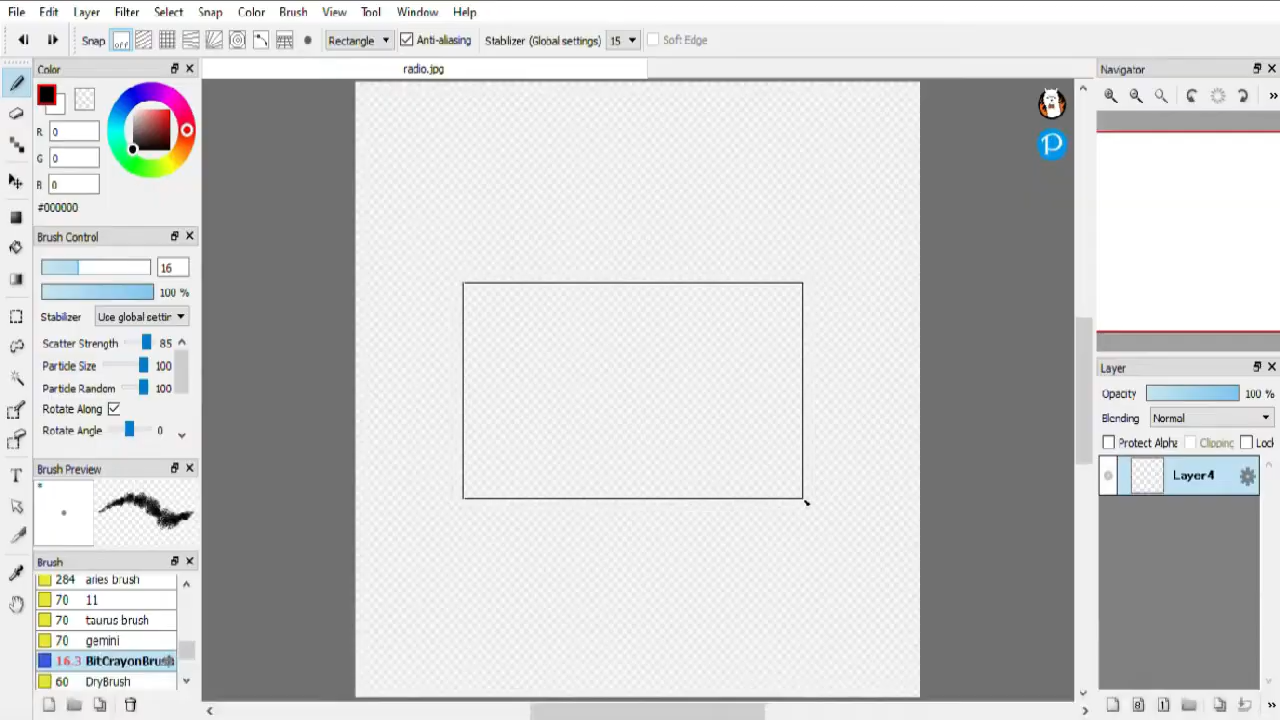 File Edit Layer Filter Select Snap Color Brush View Tool Window Help
Snap off Rectangle Anti-aliasing Stabilizer (Global settings) 15 Soft Edge
Color
radio.jpg
Navigator
R 0
G 0
B 0
#000000
Brush Control
16
100 %
Stabilizer Use global settin
Scatter Strength 85
Particle Size 100
Particle Random 100
Rotate Along
Rotate Angle 0
Brush Preview
Brush
284 aries brush
70 11
70 taurus brush
70 gemini
16.3 BitCrayonBrush
60 DryBrush
Layer
Opacity 100 %
Blending Normal
Protect Alpha Clipping Lock
Layer4